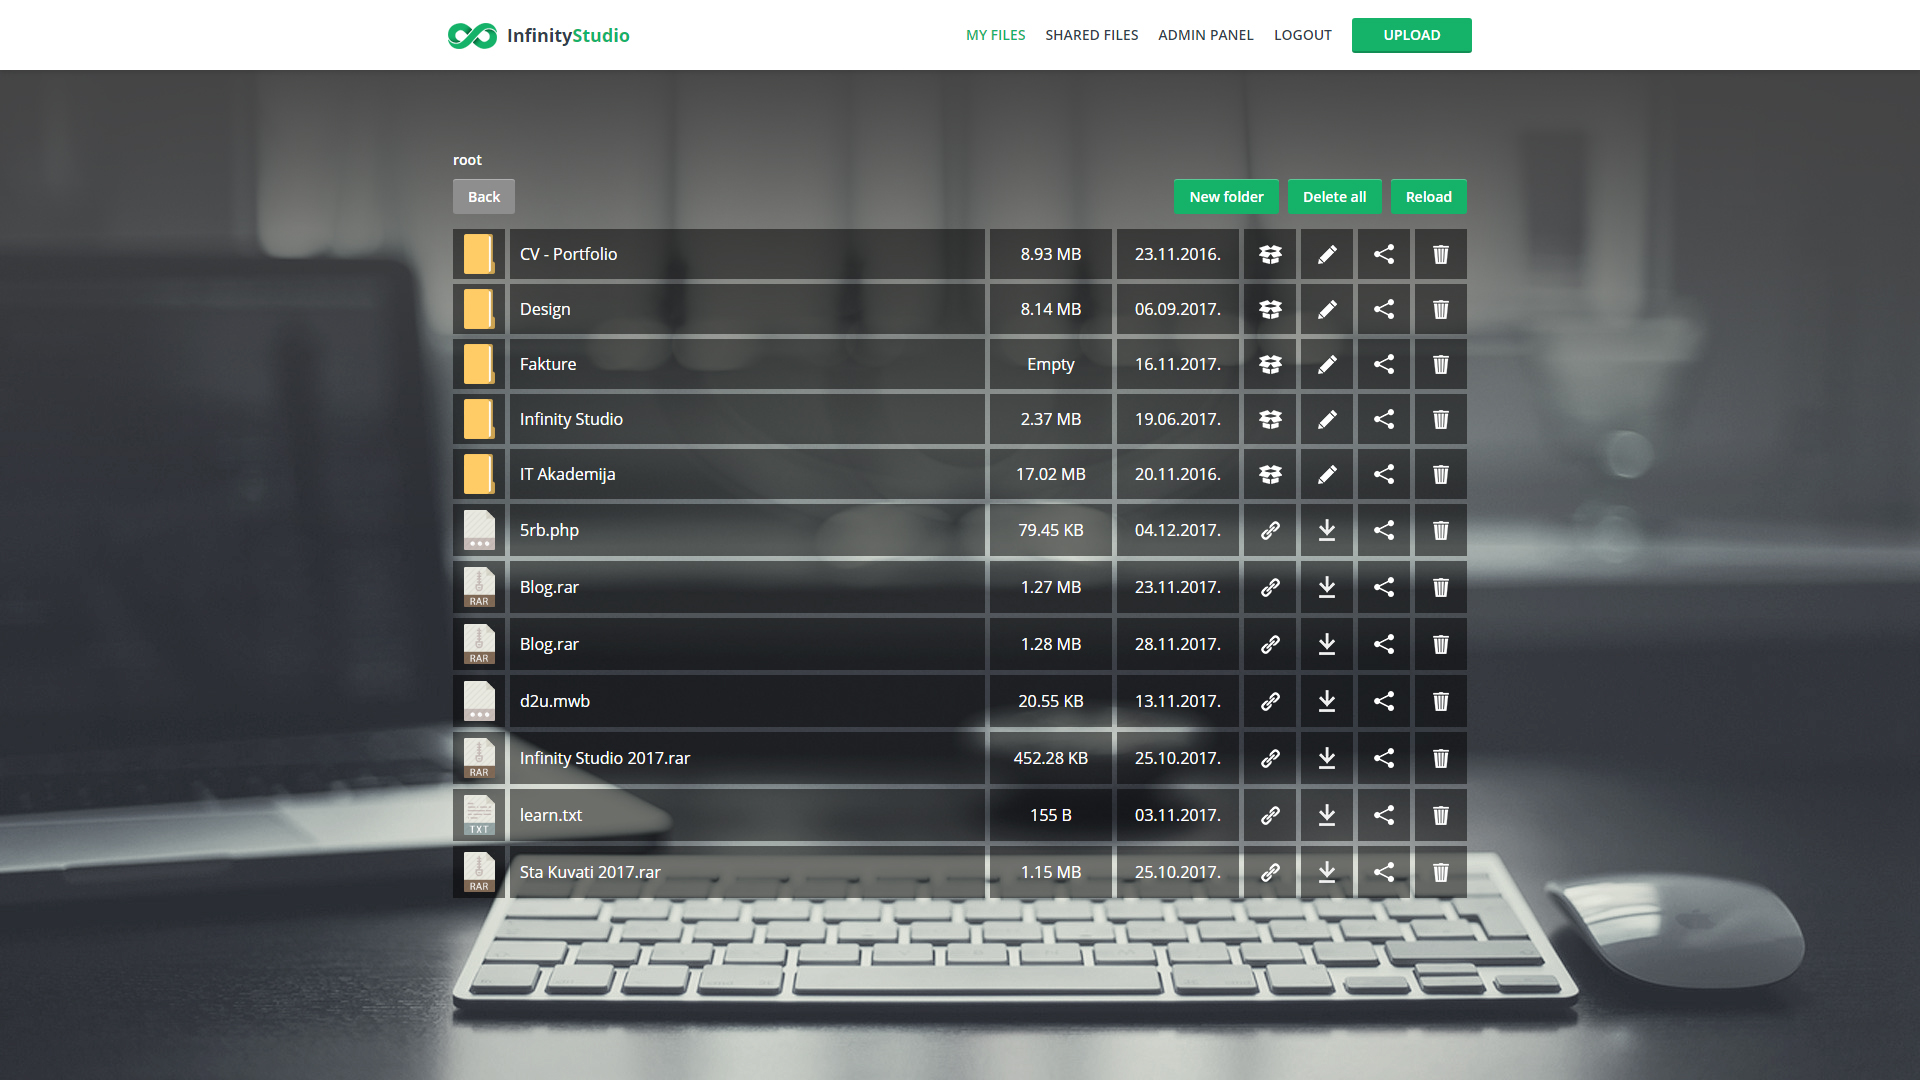 InfinityStudio MY FILES SHARED FILES ADMIN PANEL LOGOUT UPLOAD
root
Back New folder Delete all Reload
CV - Portfolio 8.93 MB 23.11.2016.
Design 8.14 MB 06.09.2017.
Fakture Empty 16.11.2017.
Infinity Studio 2.37 MB 19.06.2017.
IT Akademija 17.02 MB 20.11.2016.
5rb.php 79.45 KB 04.12.2017.
RAR Blog.rar 1.27 MB 23.11.2017.
RAR Blog.rar 1.28 MB 28.11.2017.
d2u.mwb 20.55 KB 13.11.2017.
RAR Infinity Studio 2017.rar 452.28 KB 25.10.2017.
TXT learn.txt 155 B 03.11.2017.
RAR Sta Kuvati 2017.rar 1.15 MB 25.10.2017.